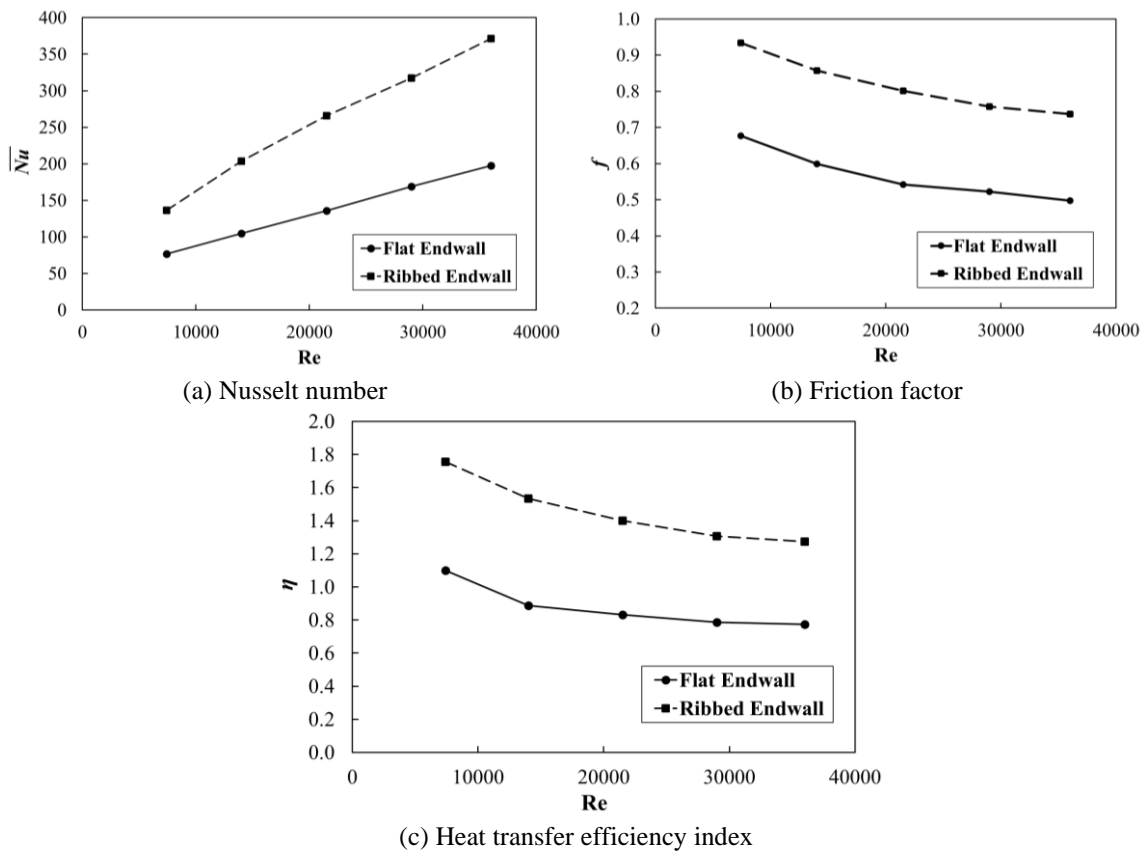 400
350
300
250
200
150
100
50
0
Nu
0 10000 20000 30000 40000
Re
Flat Endwall
Ribbed Endwall
(a) Nusselt number
1.0
0.9
0.8
0.7
0.6
0.5
0.4
0.3
0.2
f
0 10000 20000 30000 40000
Re
Flat Endwall
Ribbed Endwall
(b) Friction factor
2.0
1.8
1.6
1.4
1.2
1.0
0.8
0.6
0.4
0.2
0.0
η
0 10000 20000 30000 40000
Re
Flat Endwall
Ribbed Endwall
(c) Heat transfer efficiency index